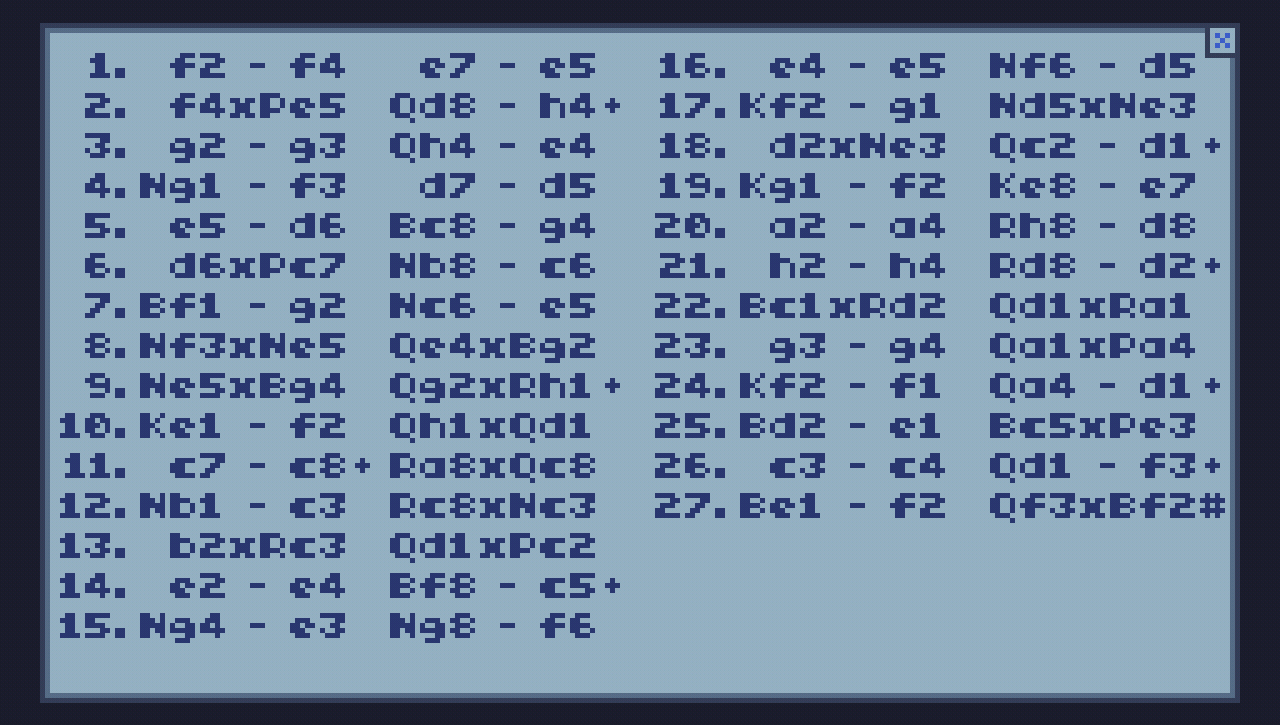 1. f2 - f4 e7 - e5
2. f4xPe5 Qd8 - h4+
3. g2 - g3 Qh4 - e4
4. Ng1 - f3 d7 - d5
5. e5 - d6 Bc8 - g4
6. d6xPc7 Nb8 - c6
7. Bf1 - g2 Nc6 - e5
8. Nf3xNe5 Qe4xBg2
9. Ne5xBg4 Qg2xRh1+
10. Ke1 - f2 Qh1xQd1
11. c7 - c8+ Ra8xQc8
12. Nb1 - c3 Rc8xNc3
13. b2xRc3 Qd1xPc2
14. e2 - e4 Bf8 - c5+
15. Ng4 - e3 Ng8 - f6
16. e4 - e5 Nf6 - d5
17. Kf2 - g1 Nd5xNe3
18. d2xNe3 Qc2 - d1+
19. Kg1 - f2 Ke8 - e7
20. a2 - a4 Rh8 - d8
21. h2 - h4 Rd8 - d2+
22. Bc1xRd2 Qd1xRa1
23. g3 - g4 Qa1xPa4
24. Kf2 - f1 Qa4 - d1+
25. Bd2 - e1 Bc5xPe3
26. c3 - c4 Qd1 - f3+
27. Be1 - f2 Qf3xBf2#